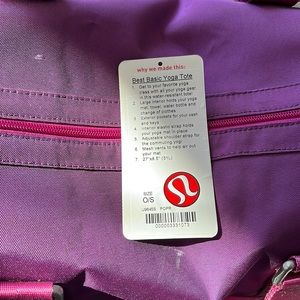 why we made this:
Best Basic Yoga Tote
1. Get to your favorite yoga
class with all your yoga gear
in this water-resistant tote!
2. Large interior holds your yoga
mat, towel, water bottle and
change of clothes
3. Exterior pockets for your cash
and keys
4. Interior elastic strap holds
your yoga mat in place
5. Adjustable shoulder strap for
the commuting yogi
6. Mesh vents to help air out
your mat
7. 27"x8.5" (31L)
SIZE
O/S
PGPR
000003331073